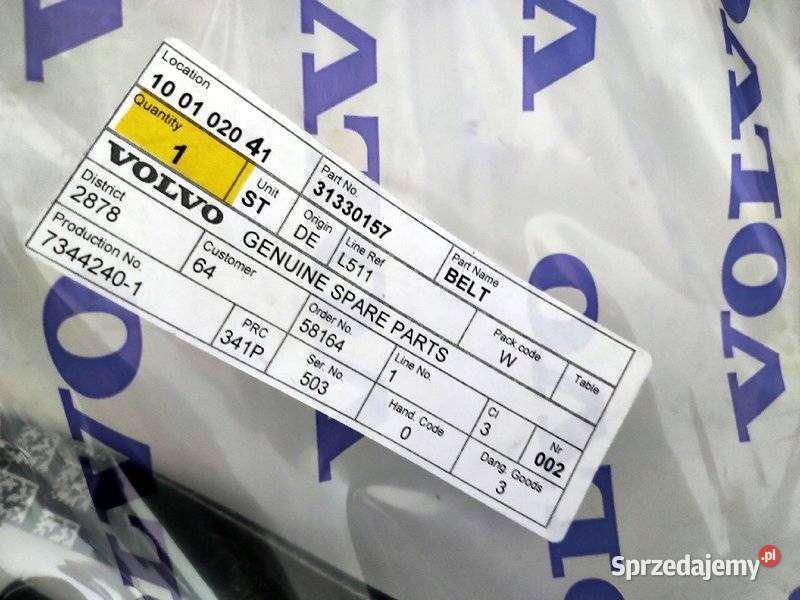 Location
10 01 020 41
Quantity
1
Unit
ST
Part No.
31330157
Part Name
BELT
Origin
DE
Line Ref
L511
Pack code
W
Table
VOLVO GENUINE SPARE PARTS
District
2878
Customer
64
Order No.
58164
Line No.
1
CI
3
Nr
002
Production No.
7344240-1
PRC
341P
Ser. No.
503
Hand. Code
0
Dang. Goods
3
VOLVO
VOLVO
VOLVO
Sprzedajemy.pl